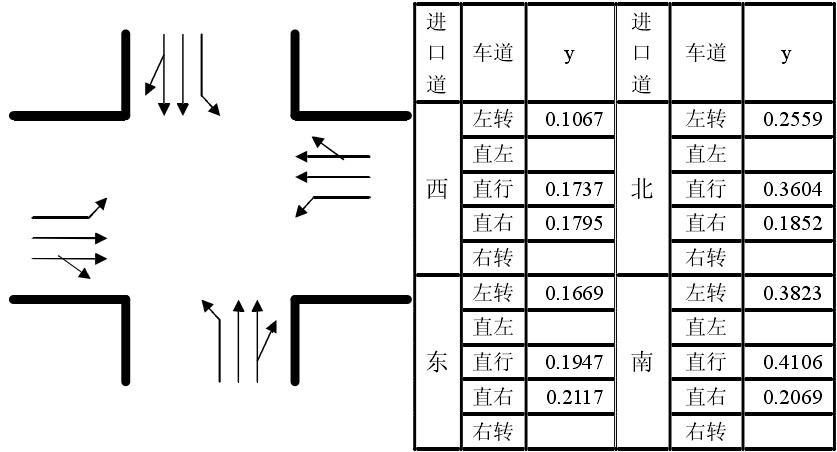 进口道 车道 y 进口道 车道 y
西 左转 0.1067 北 左转 0.2559
直左 直左
直行 0.1737 直行 0.3604
直右 0.1795 直右 0.1852
右转 右转
东 左转 0.1669 南 左转 0.3823
直左 直左
直行 0.1947 直行 0.4106
直右 0.2117 直右 0.2069
右转 右转